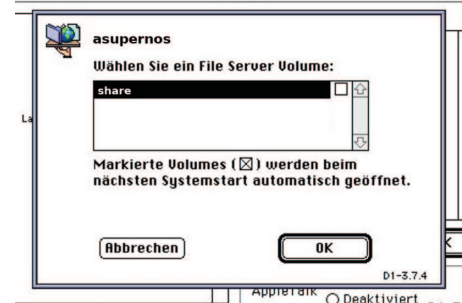 asupernos
Wählen Sie ein File Server Volume:
share
La
Markierte Volumes (☒) werden beim
nächsten Systemstart automatisch geöffnet.
Abbrechen
OK
K
D1-3.7.4
AppleTalk
Deaktiviert